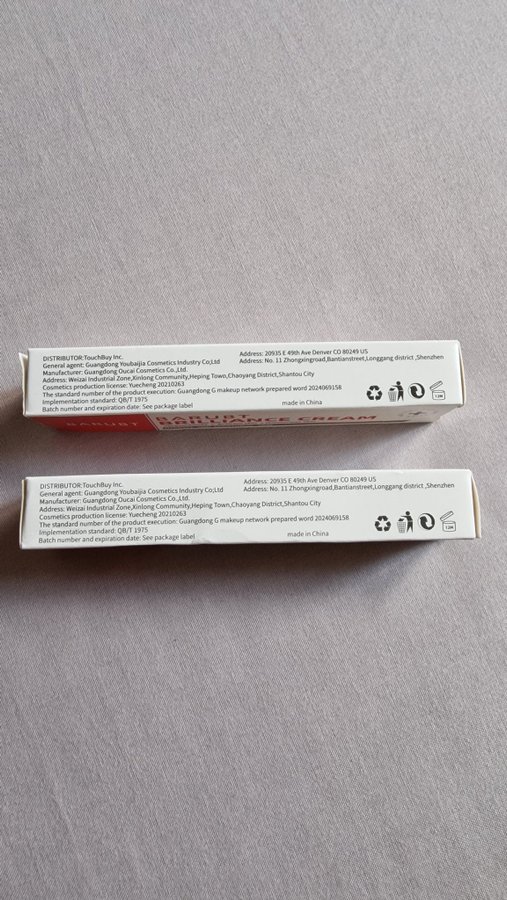 DISTRIBUTOR:TouchBuy Inc.
Address: 20935 E 49th Ave Denver CO 80249 US
General agent: Guangdong Youbaijia Cosmetics Industry Co;Ltd
Address: No. 11 Zhongxingroad,Bantianstreet,Longgang district ,Shenzhen
Manufacturer: Guangdong Oucai Cosmetics Co.,Ltd.
Address: Weizai Industrial Zone,Xinlong Community,Heping Town,Chaoyang District,Shantou City
Cosmetics production license: Yuecheng 20210263
The standard number of the product execution: Guangdong G makeup network prepared word 2024069158
Implementation standard: QB/T 1975
Batch number and expiration date: See package label
made in China
12M
BARUBT
BARUBT
BRILLIANCE CREAM
DISTRIBUTOR:TouchBuy Inc.
Address: 20935 E 49th Ave Denver CO 80249 US
General agent: Guangdong Youbaijia Cosmetics Industry Co;Ltd
Address: No. 11 Zhongxingroad,Bantianstreet,Longgang district ,Shenzhen
Manufacturer: Guangdong Oucai Cosmetics Co.,Ltd.
Address: Weizai Industrial Zone,Xinlong Community,Heping Town,Chaoyang District,Shantou City
Cosmetics production license: Yuecheng 20210263
The standard number of the product execution: Guangdong G makeup network prepared word 2024069158
Implementation standard: QB/T 1975
Batch number and expiration date: See package label
made in China
12M